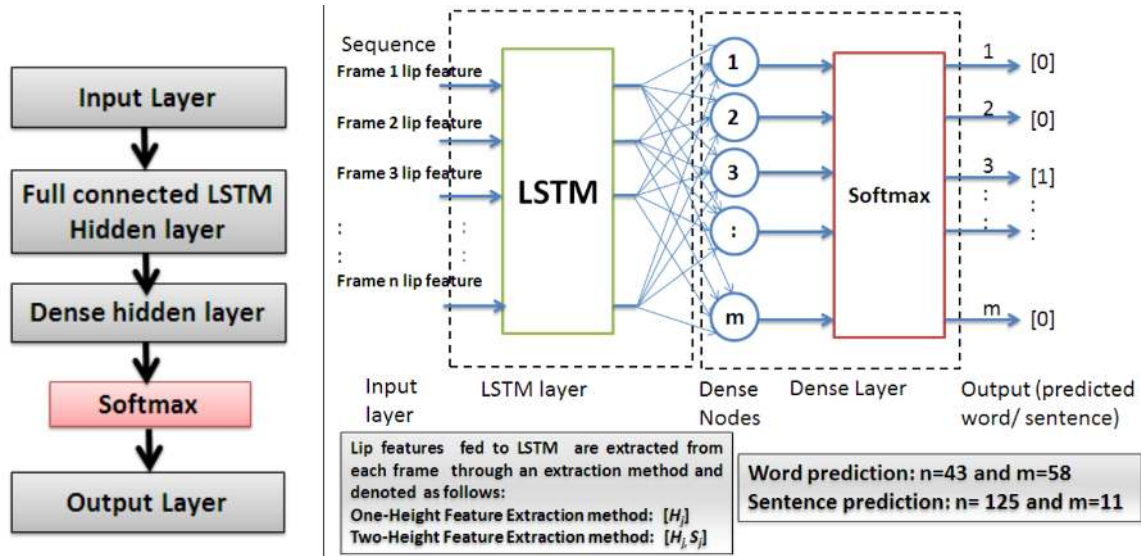 Input Layer
Full connected LSTM
Hidden layer
Dense hidden layer
Softmax
Output Layer
Sequence
Frame 1 lip feature
Frame 2 lip feature
Frame 3 lip feature
: :
: :
Frame n lip feature
LSTM
1
2
3
:
m
Softmax
1 [0]
2 [0]
3 [1]
: :
: :
m [0]
Input
layer
LSTM layer
Dense
Nodes
Dense Layer
Output (predicted
word/ sentence)
Lip features fed to LSTM are extracted from
each frame through an extraction method and
denoted as follows:
One-Height Feature Extraction method: [Hj]
Two-Height Feature Extraction method: [Hj, Sj]
Word prediction: n=43 and m=58
Sentence prediction: n= 125 and m=11